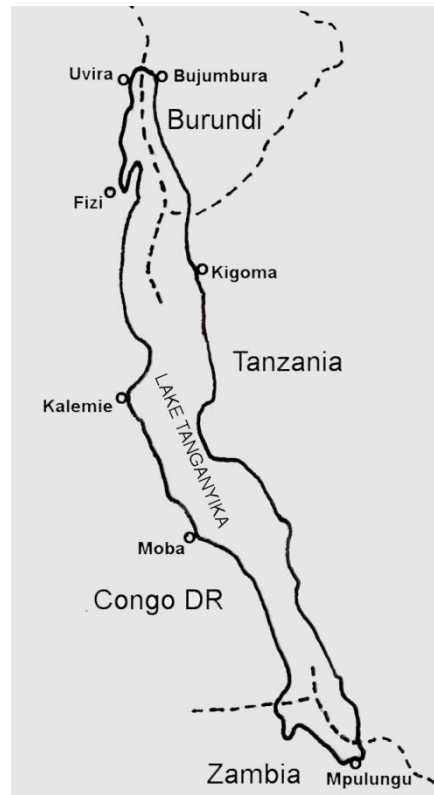 Uvira
Bujumbura
Burundi
Fizi
Kigoma
Tanzania
Kalemie
LAKE TANGANYIKA
Moba
Congo DR
Zambia
Mpulungu